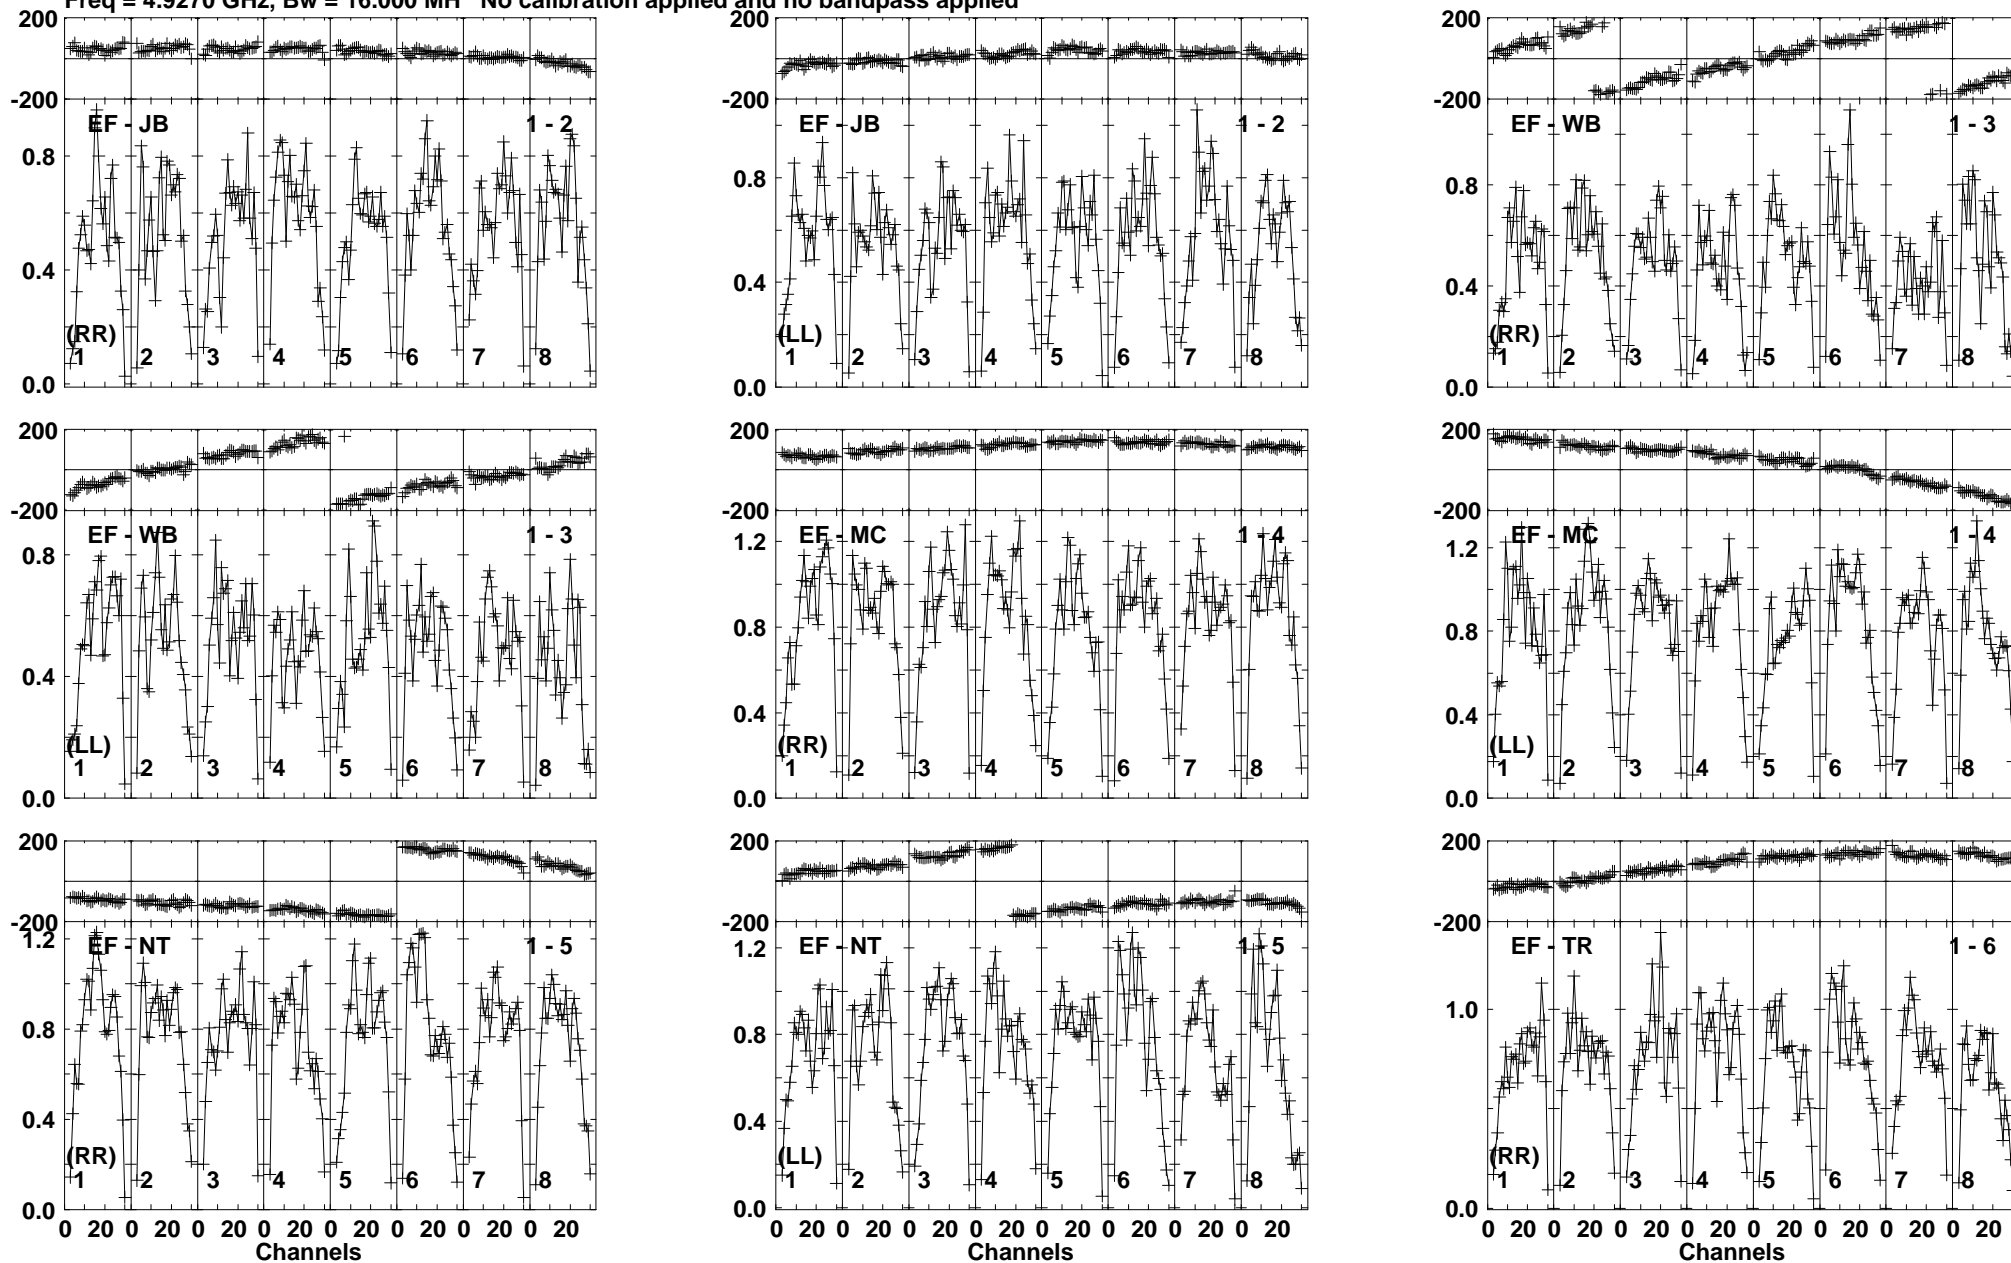 Freq = 4.9270 GHz, Bw = 16.000 MH No calibration applied and no bandpass applied
200 200 200
-200 -200 -200
EF - JB 1 - 2 EF - JB 1 - 2 EF - WB 1 - 3
0.8 0.8 0.8
0.4 0.4 0.4
(RR) (LL) (RR)
1 2 3 4 5 6 7 8 1 2 3 4 5 6 7 8 1 2 3 4 5 6 7 8
0.0 0.0 0.0
200 200 200
-200 -200 -200
EF - WB 1 - 3 EF - MC 1 - 4 EF - MC 1 - 4
0.8 1.2 1.2
0.8 0.8
0.4 0.4 0.4
(LL) (RR) (LL)
1 2 3 4 5 6 7 8 1 2 3 4 5 6 7 8 1 2 3 4 5 6 7 8
0.0 0.0 0.0
200 200 200
-200 -200 -200
1.2 1.2
EF - NT 1 - 5 EF - NT 1 - 5 EF - TR 1 - 6
0.8 0.8 1.0
0.4 0.4
(RR) (LL) (RR)
1 2 3 4 5 6 7 8 1 2 3 4 5 6 7 8 1 2 3 4 5 6 7 8
0.0 0.0 0.0
0 20 0 20 0 20 0 20 0 20 0 20 0 20 0 20 0 20 0 20 0 20 0 20 0 20 0 20 0 20 0 20 0 20 0 20 0 20 0 20 0 20 0 20 0 20 0 20
Channels Channels Channels